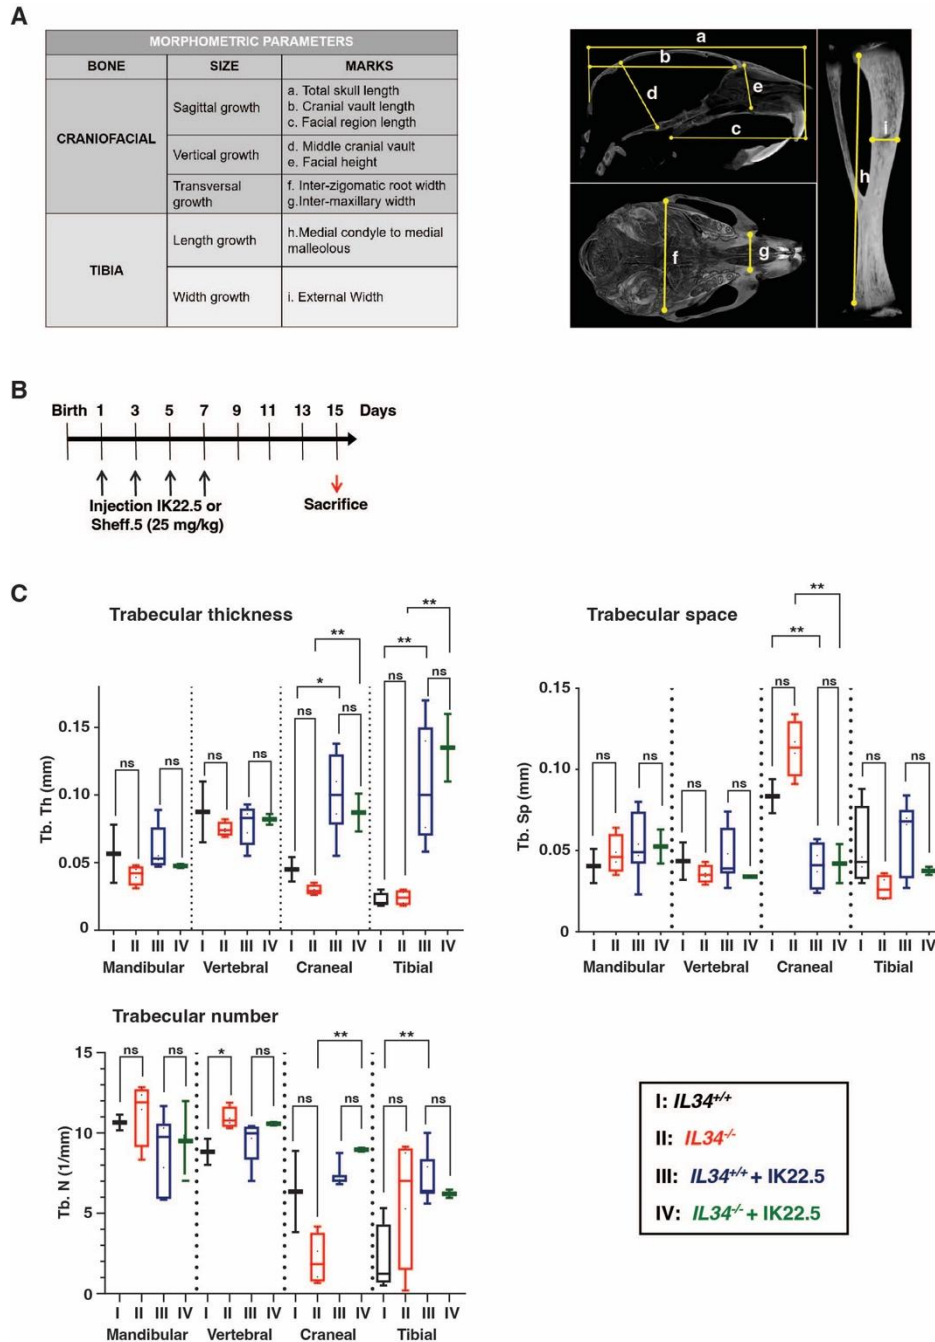 A
MORPHOMETRIC PARAMETERS
BONE SIZE MARKS
CRANIOFACIAL
Sagittal growth
a. Total skull length
b. Cranial vault length
c. Facial region length
Vertical growth
d. Middle cranial vault
e. Facial height
Transversal
growth
f. Inter-zigomatic root width
g.Inter-maxillary width
TIBIA
Length growth
h.Medial condyle to medial
malleolous
Width growth
i. External Width
a
b
d
e
c
f
g
h
i
B
Birth 1 3 5 7 9 11 13 15 Days
Injection IK22.5 or
Sheff.5 (25 mg/kg)
Sacrifice
C
Trabecular thickness
Tb. Th (mm)
0.15
0.10
0.05
0
ns ns ns ns ns * ns ** ns ** ns **
I II III IV I II III IV I II III IV I II III IV
Mandibular Vertebral Craneal Tibial
Trabecular space
Tb. Sp (mm)
0.15
0.10
0.05
0
ns ns ns ns ns ** ns ** ns ns
I II III IV I II III IV I II III IV I II III IV
Mandibular Vertebral Craneal Tibial
Trabecular number
Tb. N (1/mm)
15
10
5
0
ns ns * ns ns ** ns ns ** ns
I II III IV I II III IV I II III IV I II III IV
Mandibular Vertebral Craneal Tibial
I: IL34+/+
II: IL34-/-
III: IL34+/+ + IK22.5
IV: IL34-/- + IK22.5